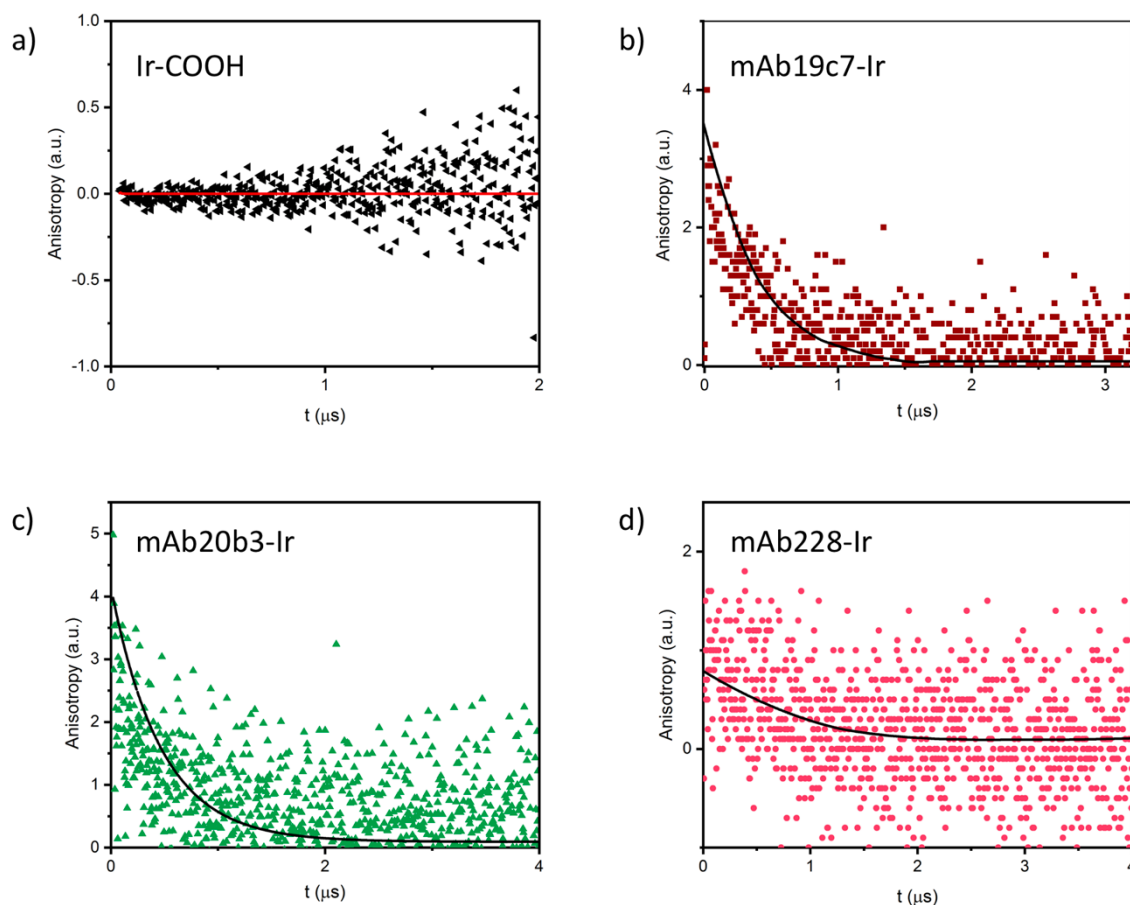 a)
Ir-COOH
1.0
0.5
0.0
-0.5
-1.0
Anisotropy (a.u.)
0
1
2
t (μs)
b)
mAb19c7-Ir
4
2
0
Anisotropy (a.u.)
0
1
2
3
t (μs)
c)
mAb20b3-Ir
5
4
3
2
1
0
Anisotropy (a.u.)
0
2
4
t (μs)
d)
mAb228-Ir
2
0
Anisotropy (a.u.)
0
1
2
3
4
t (μs)